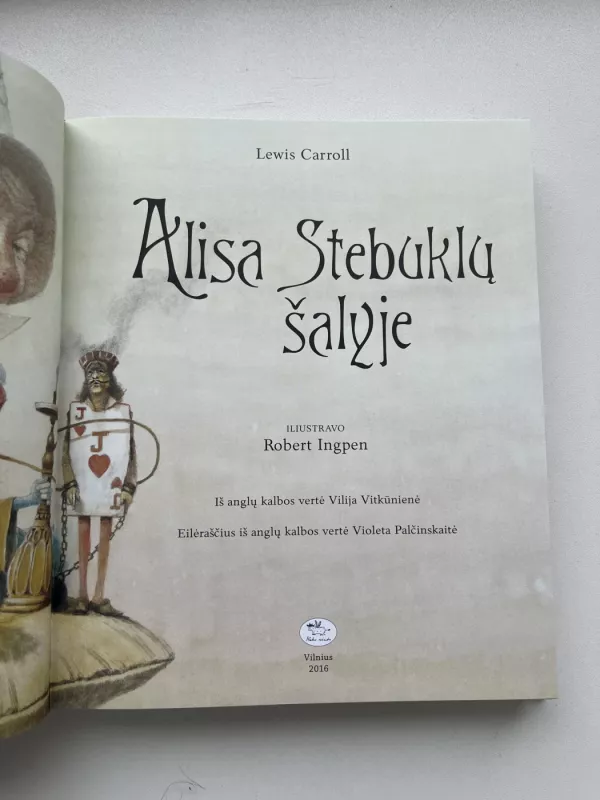 Lewis Carroll
Alisa Stebuklų
šalyje
ILIUSTRAVO
Robert Ingpen
Iš anglų kalbos vertė Vilija Vitkūnienė
Eilėraščius iš anglų kalbos vertė Violeta Palčinskaitė
J
J
Vilnius
2016